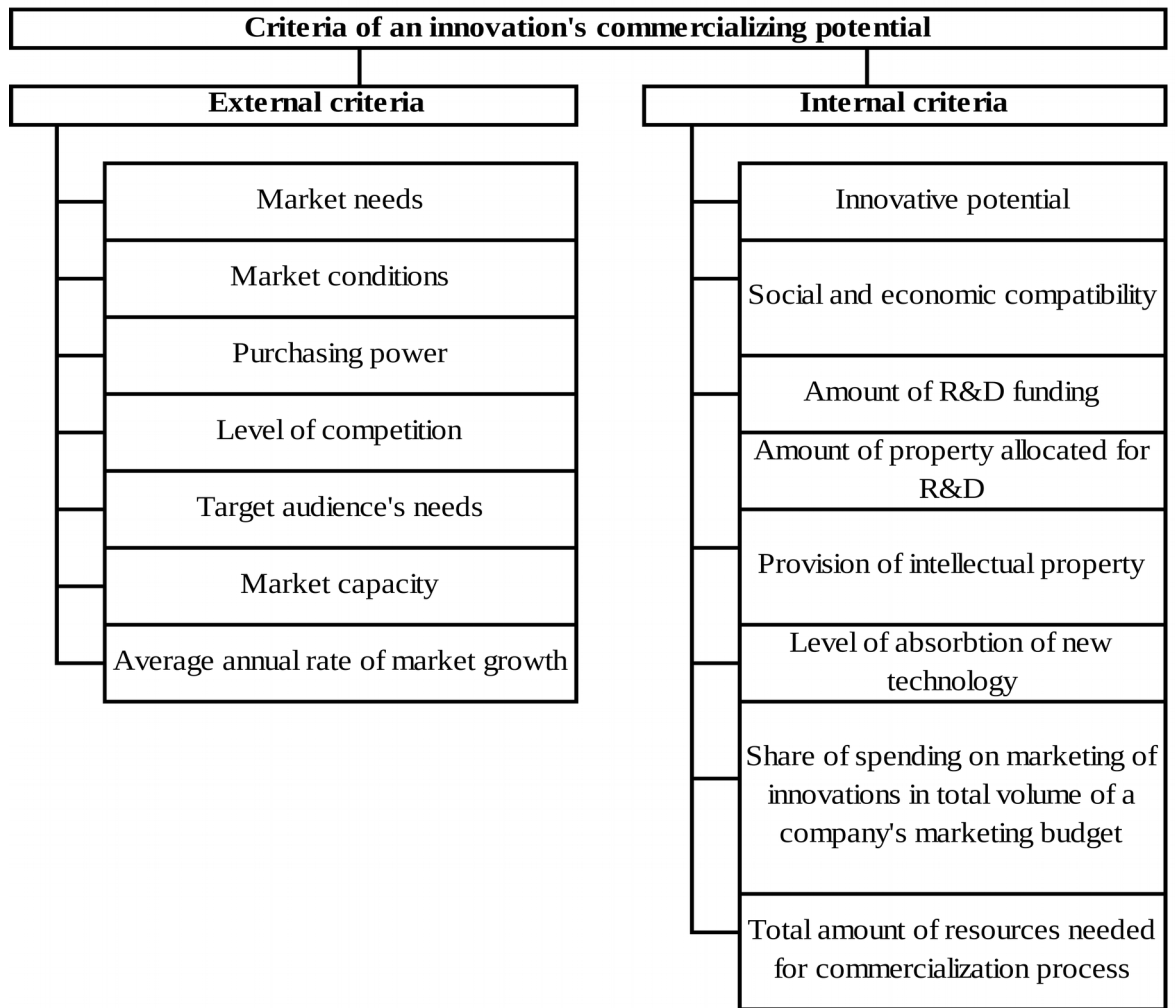 Criteria of an innovation's commercializing potential
External criteria
Market needs
Market conditions
Purchasing power
Level of competition
Target audience's needs
Market capacity
Average annual rate of market growth
Internal criteria
Innovative potential
Social and economic compatibility
Amount of R&D funding
Amount of property allocated for
R&D
Provision of intellectual property
Level of absorbtion of new
technology
Share of spending on marketing of
innovations in total volume of a
company's marketing budget
Total amount of resources needed
for commercialization process